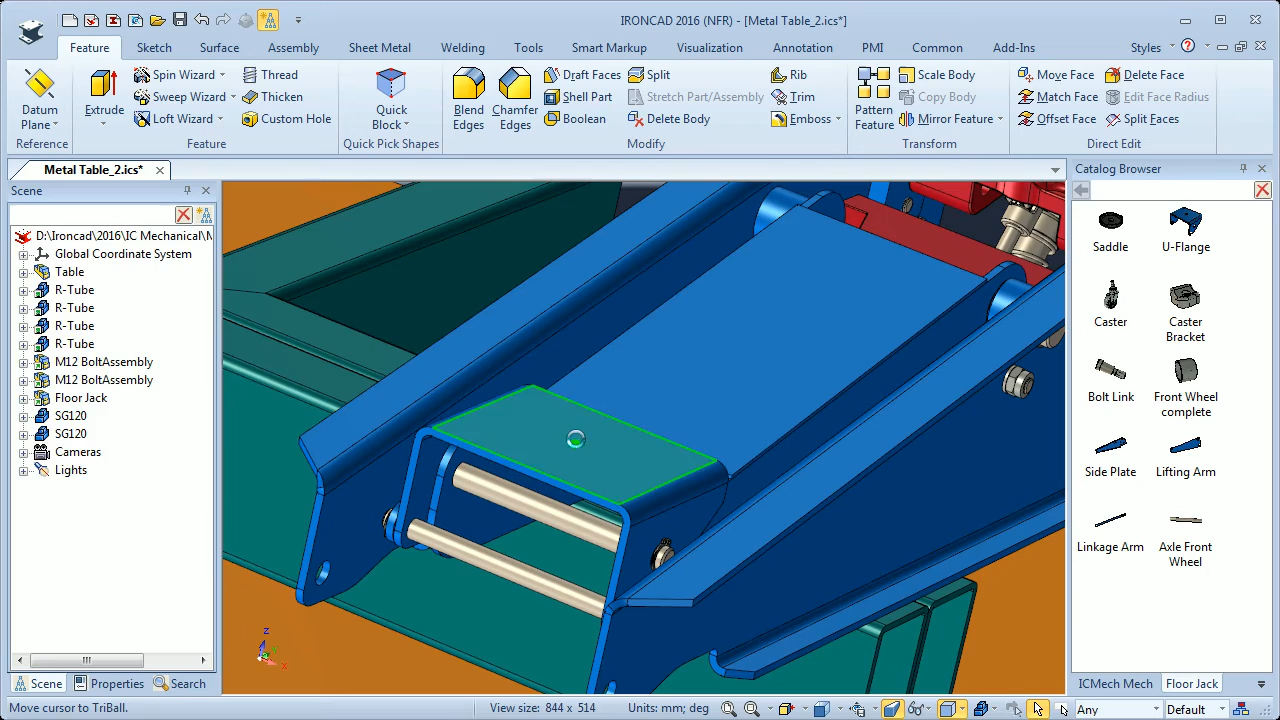 IRONCAD 2016 (NFR) - [Metal Table_2.ics*]
Feature Sketch Surface Assembly Sheet Metal Welding Tools Smart Markup Visualization Annotation PMI Common Add-Ins Styles
Datum Plane
Extrude
Spin Wizard
Sweep Wizard
Loft Wizard
Thread
Thicken
Custom Hole
Quick Block
Blend Edges
Chamfer Edges
Draft Faces
Shell Part
Boolean
Split
Stretch Part/Assembly
Delete Body
Rib
Trim
Emboss
Pattern Feature
Scale Body
Copy Body
Mirror Feature
Move Face
Match Face
Offset Face
Delete Face
Edit Face Radius
Split Faces
Reference Feature Quick Pick Shapes Modify Transform Direct Edit
Metal Table_2.ics*
Scene
D:\Ironcad\2016\IC Mechanical\M
Global Coordinate System
Table
R-Tube
R-Tube
R-Tube
R-Tube
M12 BoltAssembly
M12 BoltAssembly
Floor Jack
SG120
SG120
Cameras
Lights
Scene Properties Search
z
x
Catalog Browser
Saddle U-Flange
Caster Caster Bracket
Bolt Link Front Wheel complete
Side Plate Lifting Arm
Linkage Arm Axle Front Wheel
ICMech Mech Floor Jack
Move cursor to TriBall. View size: 844 x 514 Units: mm; deg Any Default